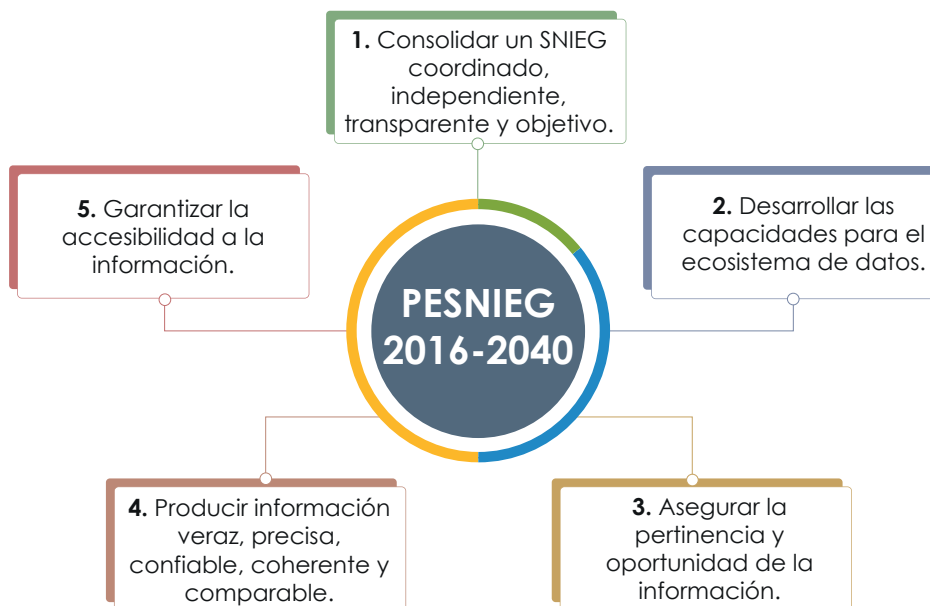 1. Consolidar un SNIEG
coordinado,
independiente,
transparente y objetivo.
5. Garantizar la
accesibilidad a la
información.
2. Desarrollar las
capacidades para el
ecosistema de datos.
PESNIEG
2016-2040
4. Producir información
veraz, precisa,
confiable, coherente y
comparable.
3. Asegurar la
pertinencia y
oportunidad de la
información.